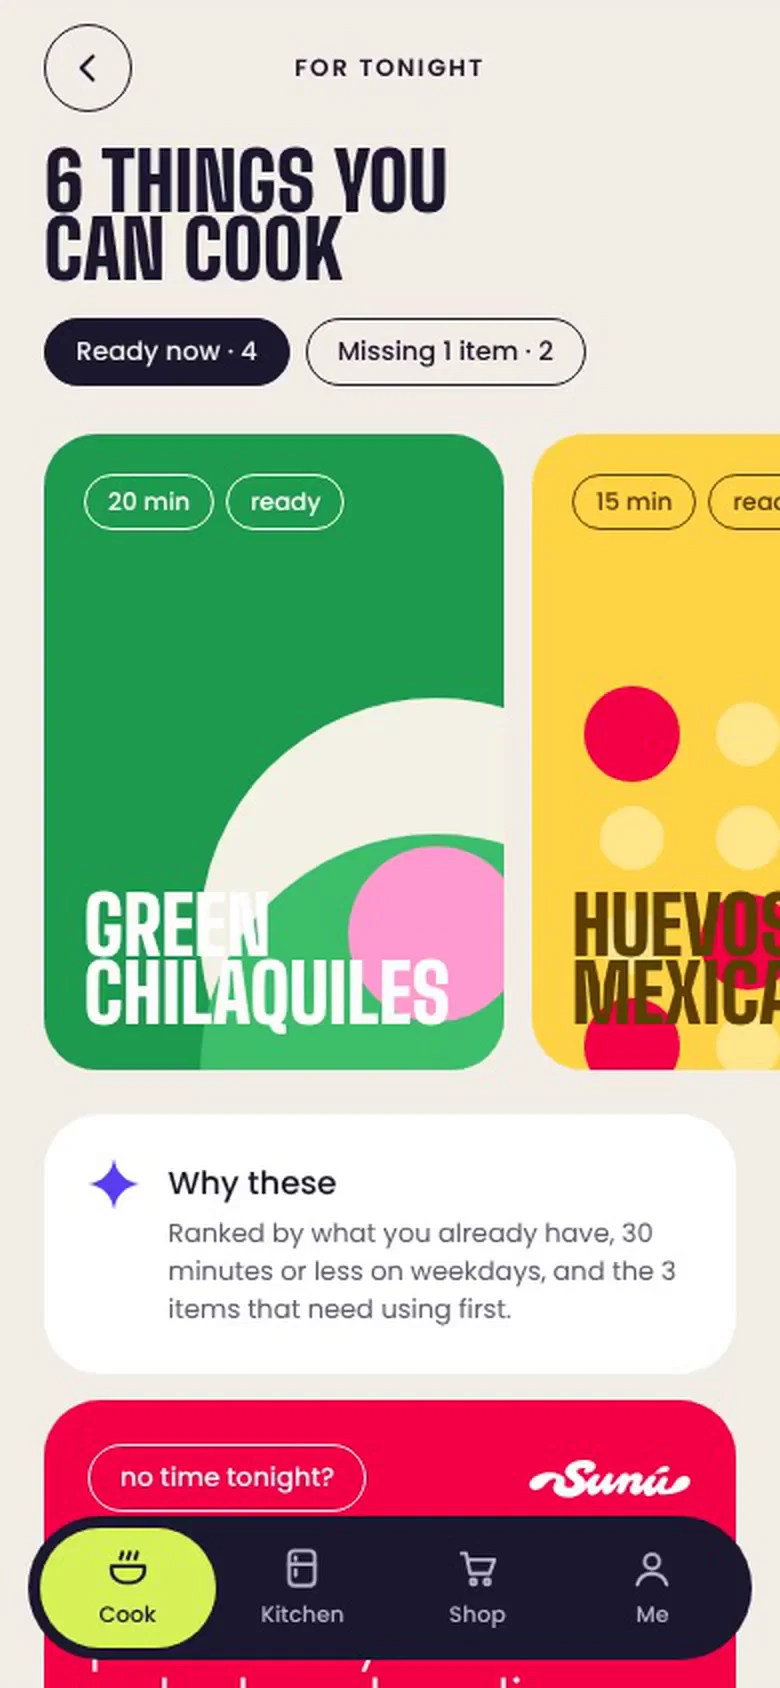 FOR TONIGHT
6 THINGS YOU
CAN COOK
Ready now · 4
Missing 1 item · 2
20 min
ready
GREEN
CHILAQUILES
15 min
HUEVOS
Why these
Ranked by what you already have, 30
minutes or less on weekdays, and the 3
items that need using first.
no time tonight?
Sunú
Cook
Kitchen
Shop
Me